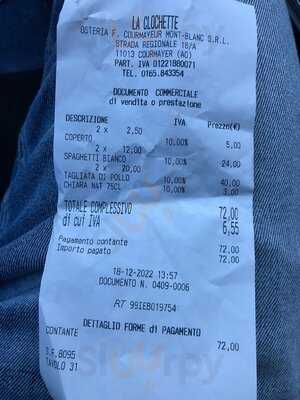 LA CLOCHETTE
OSTERIA F. COURMAYEUR MONT-BLANC S.R.L.
STRADA REGIONALE 18/A
11013 COURMAYER (AO)
PART. IVA 01221880071
TEL. 0165.843354
DOCUMENTO COMMERCIALE
di vendita o prestazione
DESCRIZIONE IVA Prezzo(€)
2 x 2,50
COPERTO 10,00% 5,00
2 x 12,00
SPAGHETTI BIANCO 10,00% 24,00
2 x 20,00
TAGLIATA DI POLLO 10,00% 40,00
CHIARA NAT 75CL 10,00% 3,00
TOTALE COMPLESSIVO 72,00
di cui IVA 6,55
Pagamento contante 72,00
Importo pagato 72,00
18-12-2022 13:57
DOCUMENTO N. 0409-0006
RT 99IEB019754
DETTAGLIO FORME di PAGAMENTO
CONTANTE 72,00
S.F. 8095
TAVOLO 31
Sluurpy